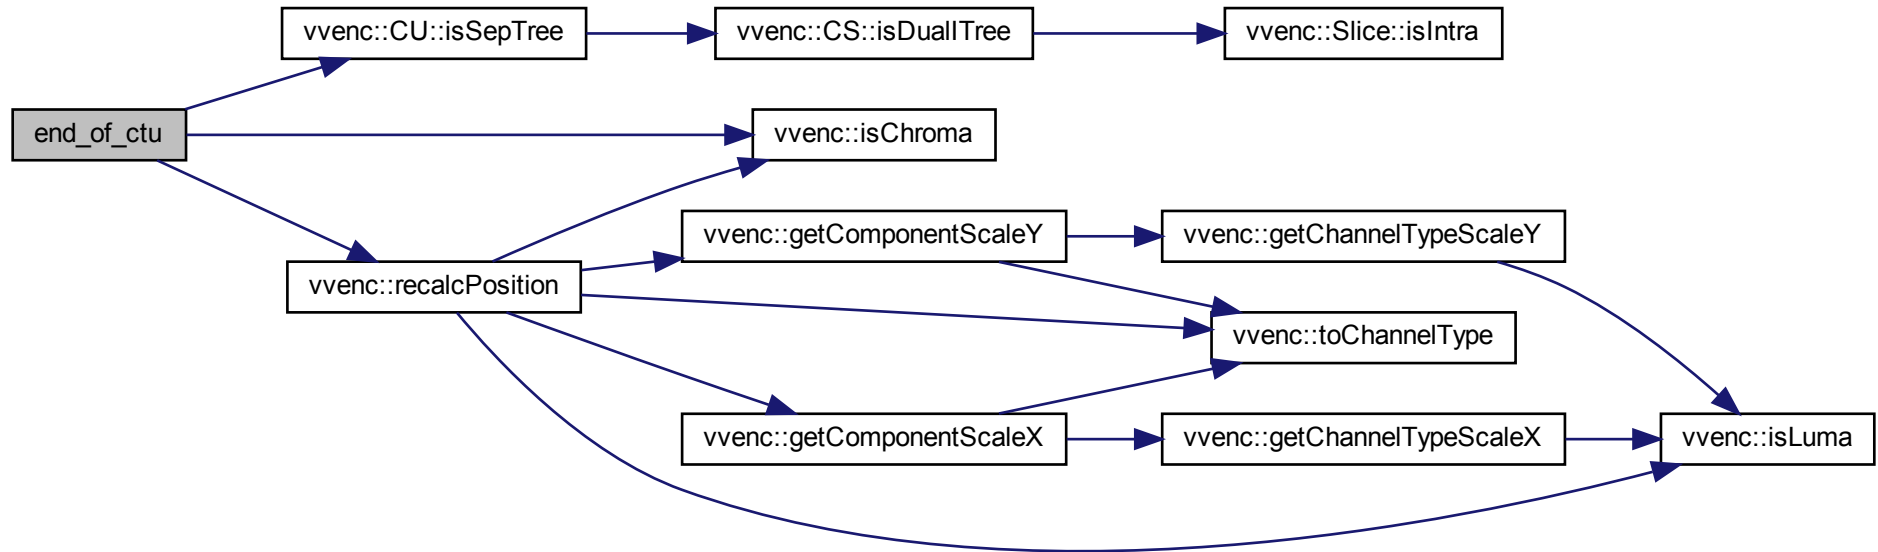 vvenc::CU::isSepTree
vvenc::CS::isDualITree
vvenc::Slice::isIntra
end_of_ctu
vvenc::isChroma
vvenc::getComponentScaleY
vvenc::getChannelTypeScaleY
vvenc::recalcPosition
vvenc::toChannelType
vvenc::getComponentScaleX
vvenc::getChannelTypeScaleX
vvenc::isLuma